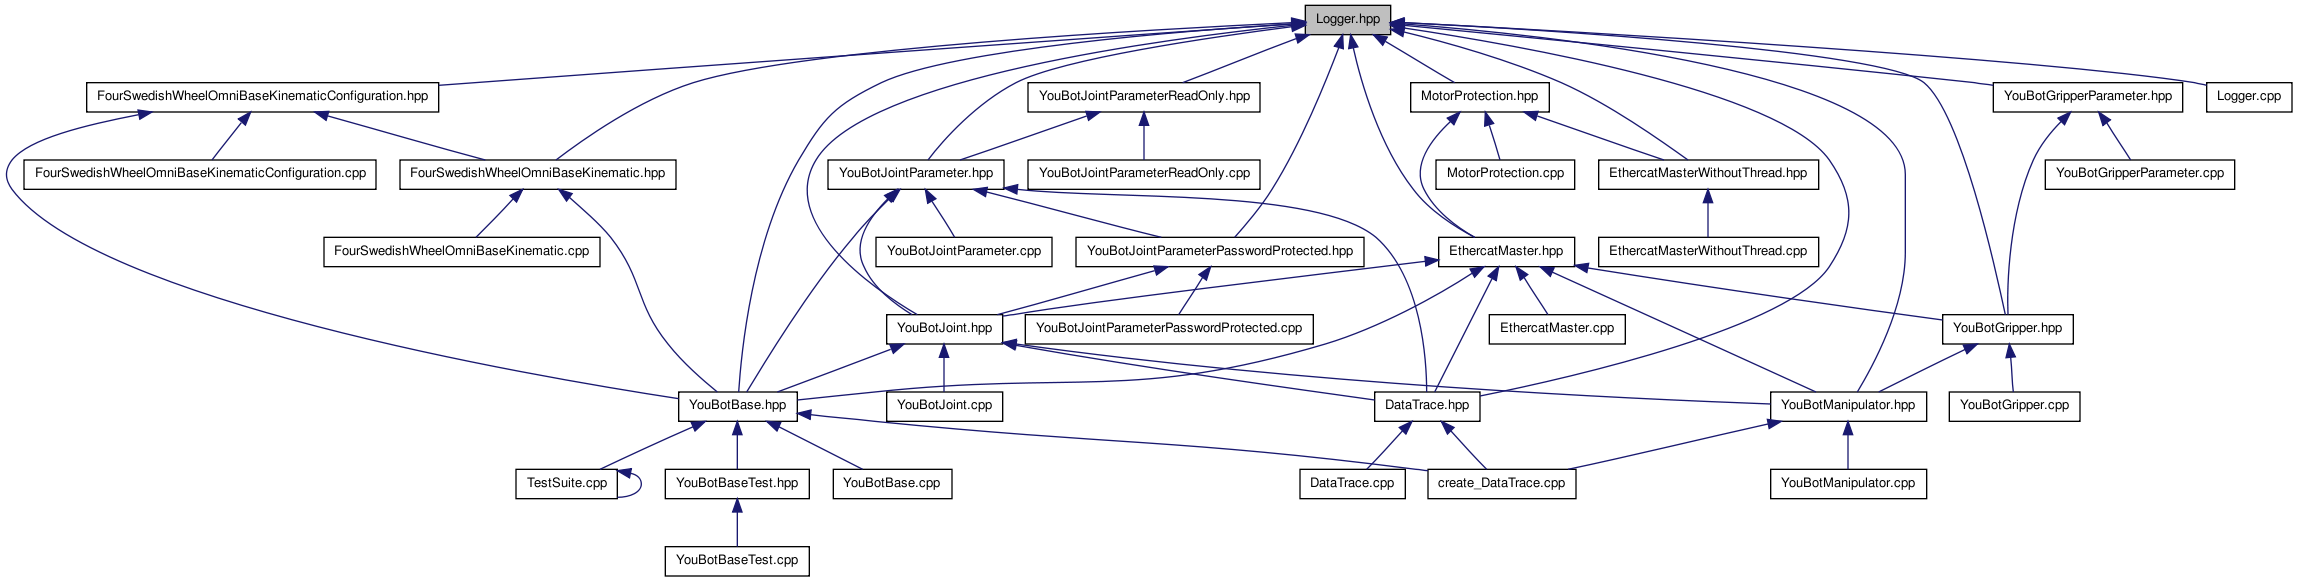 Logger.hpp
FourSwedishWheelOmniBaseKinematicConfiguration.hpp
YouBotJointParameterReadOnly.hpp
MotorProtection.hpp
YouBotGripperParameter.hpp
Logger.cpp
FourSwedishWheelOmniBaseKinematicConfiguration.cpp
FourSwedishWheelOmniBaseKinematic.hpp
YouBotJointParameter.hpp
YouBotJointParameterReadOnly.cpp
MotorProtection.cpp
EthercatMasterWithoutThread.hpp
YouBotGripperParameter.cpp
FourSwedishWheelOmniBaseKinematic.cpp
YouBotJointParameter.cpp
YouBotJointParameterPasswordProtected.hpp
EthercatMaster.hpp
EthercatMasterWithoutThread.cpp
YouBotJoint.hpp
YouBotJointParameterPasswordProtected.cpp
EthercatMaster.cpp
YouBotGripper.hpp
YouBotBase.hpp
YouBotJoint.cpp
DataTrace.hpp
YouBotManipulator.hpp
YouBotGripper.cpp
TestSuite.cpp
YouBotBaseTest.hpp
YouBotBase.cpp
DataTrace.cpp
create_DataTrace.cpp
YouBotManipulator.cpp
YouBotBaseTest.cpp